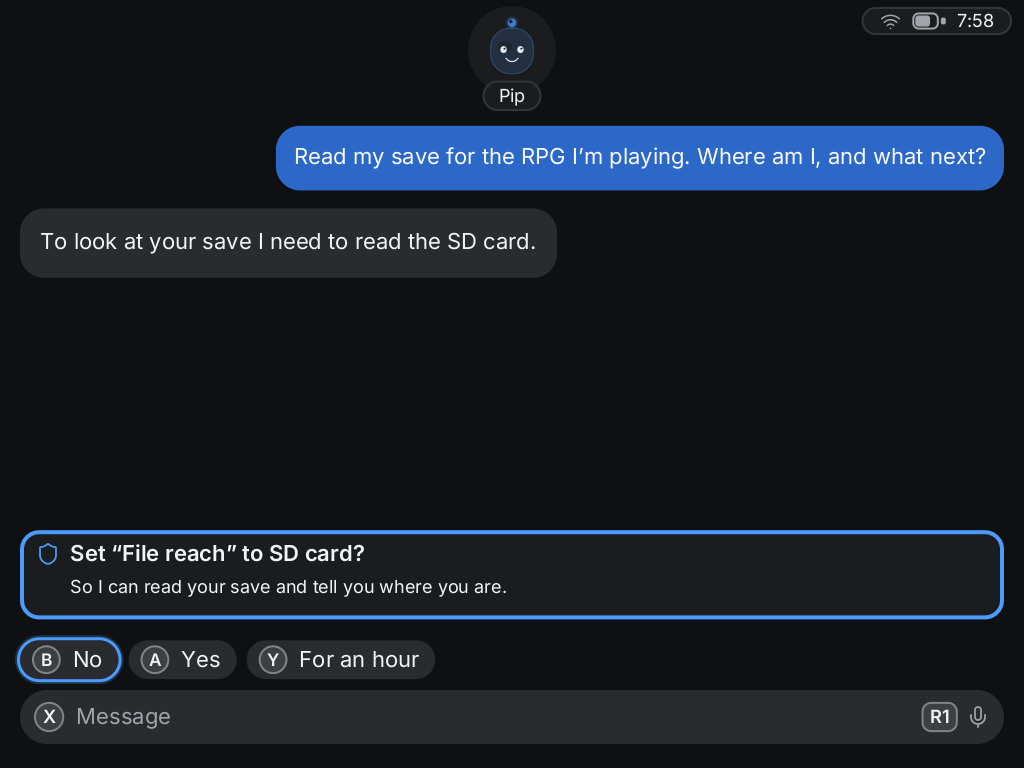 7:58
Pip
Read my save for the RPG I’m playing. Where am I, and what next?
To look at your save I need to read the SD card.
Set “File reach” to SD card?
So I can read your save and tell you where you are.
B No A Yes Y For an hour
X Message R1